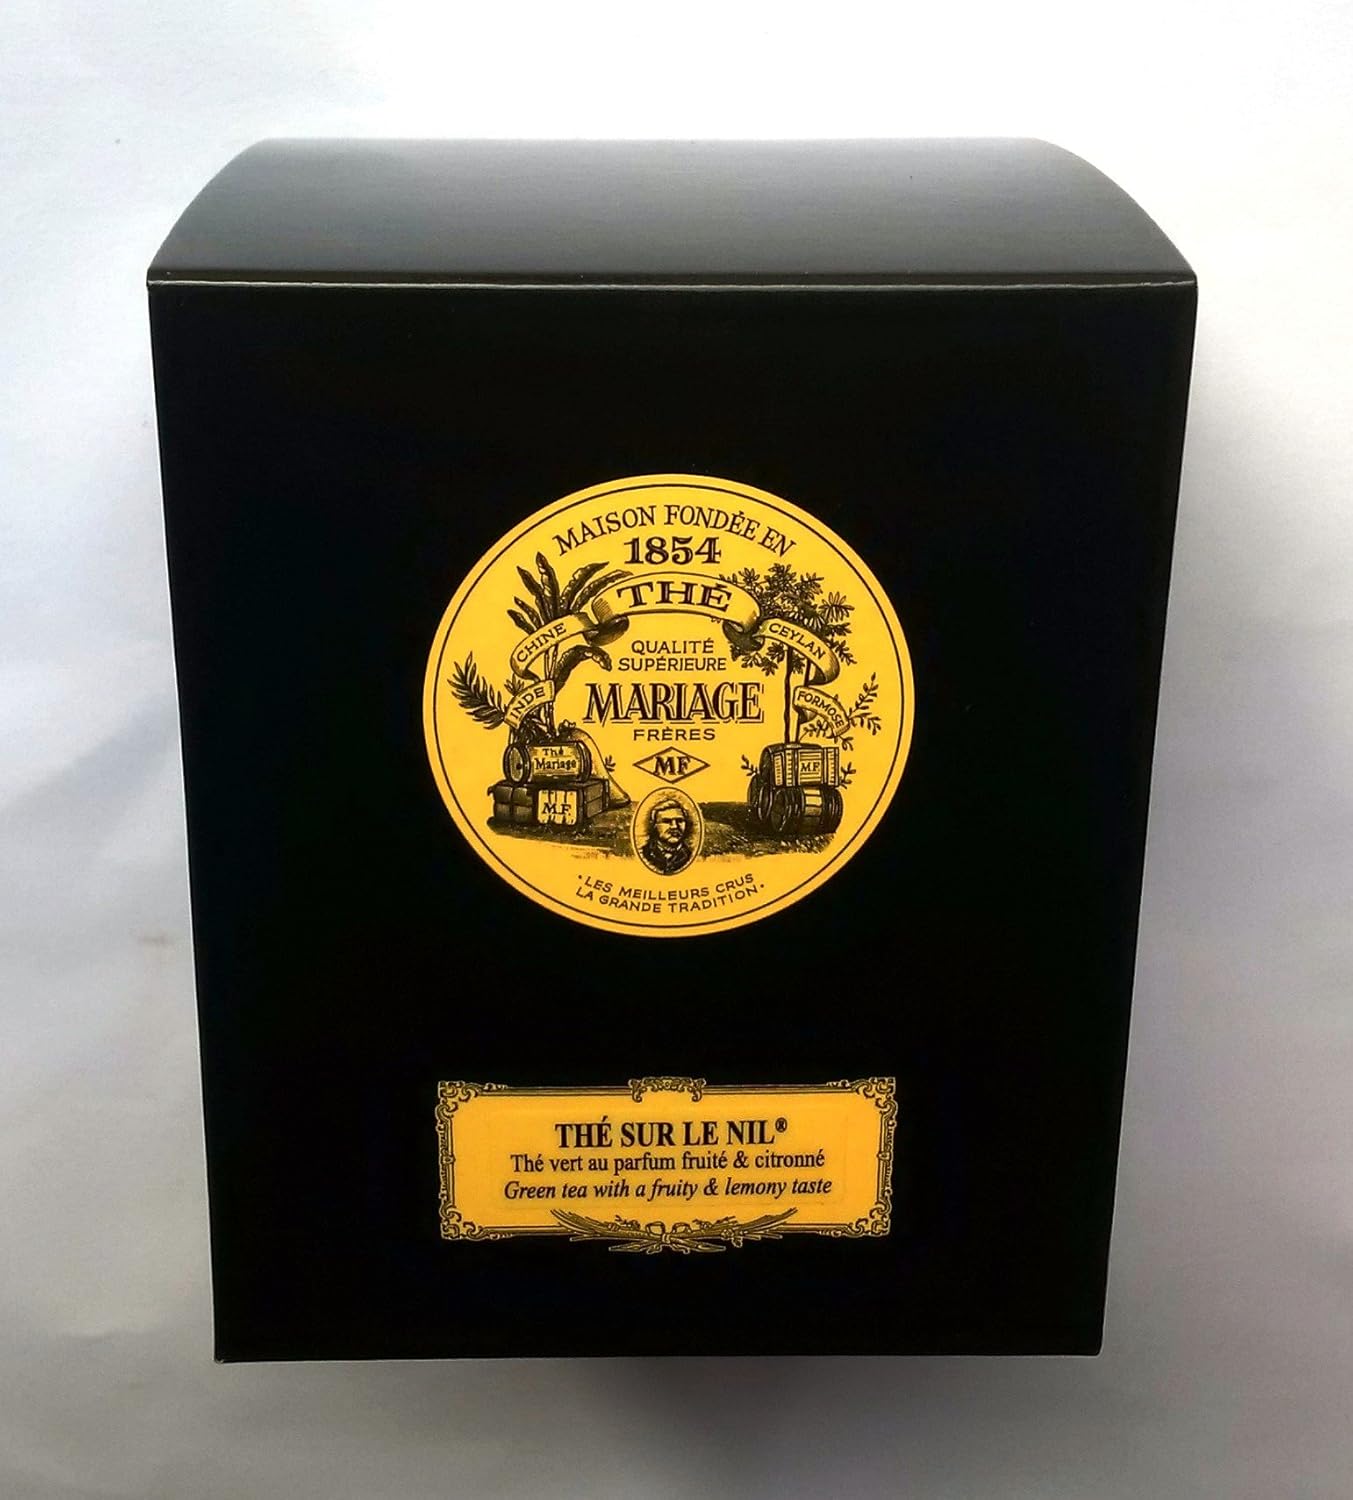 MAISON FONDÉE EN
1854
THÉ
CHINE
CEYLAN
INDE
FORMOSE
QUALITÉ
SUPÉRIEURE
MARIAGE
FRÈRES
MF
Thé
Mariage
MF
MF
• LES MEILLEURS CRUS
LA GRANDE TRADITION •
THÉ SUR LE NIL®
Thé vert au parfum fruité & citronné
Green tea with a fruity & lemony taste